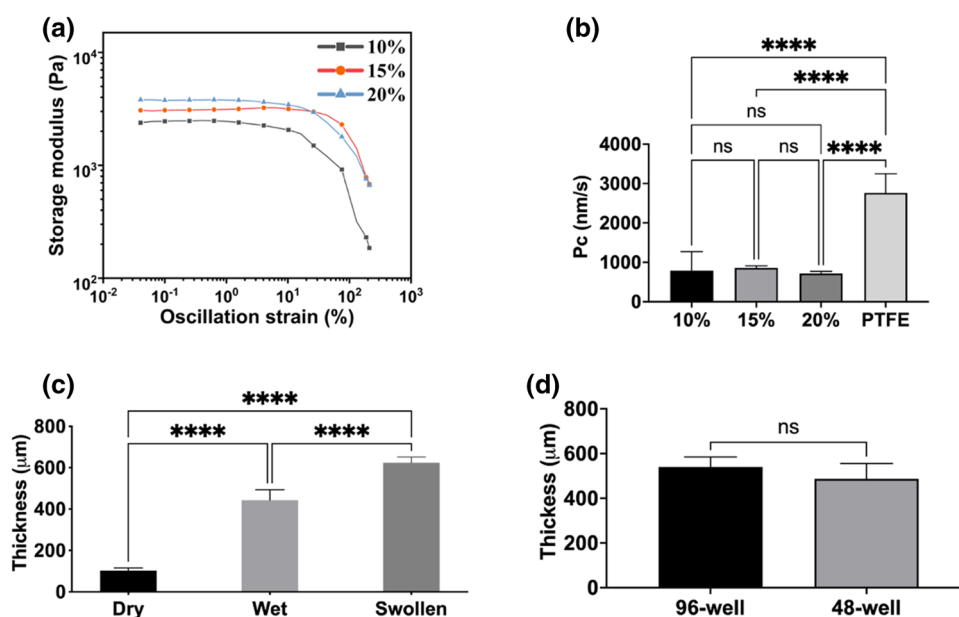 (a)
Storage modulus (Pa)
10⁴
10³
10²
10%
15%
20%
10⁻² 10⁻¹ 10⁰ 10¹ 10² 10³
Oscillation strain (%)
(b)
****
****
ns
ns ns ****
Pc (nm/s)
4000
3000
2000
1000
0
10% 15% 20% PTFE
(c)
****
**** ****
Thickness (μm)
800
600
400
200
0
Dry Wet Swollen
(d)
ns
Thickess (μm)
800
600
400
200
0
96-well 48-well